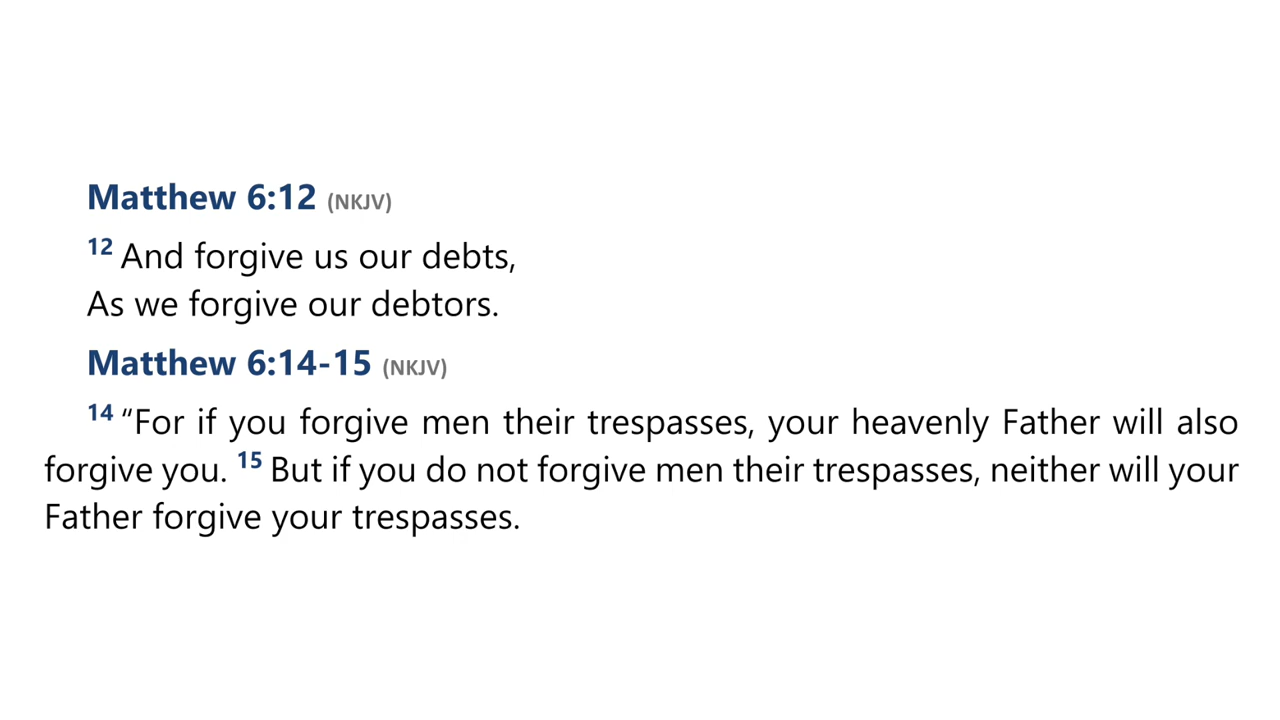 Matthew 6:12 (NKJV)
12 And forgive us our debts,
As we forgive our debtors.
Matthew 6:14-15 (NKJV)
14 “For if you forgive men their trespasses, your heavenly Father will also
forgive you. 15 But if you do not forgive men their trespasses, neither will your
Father forgive your trespasses.